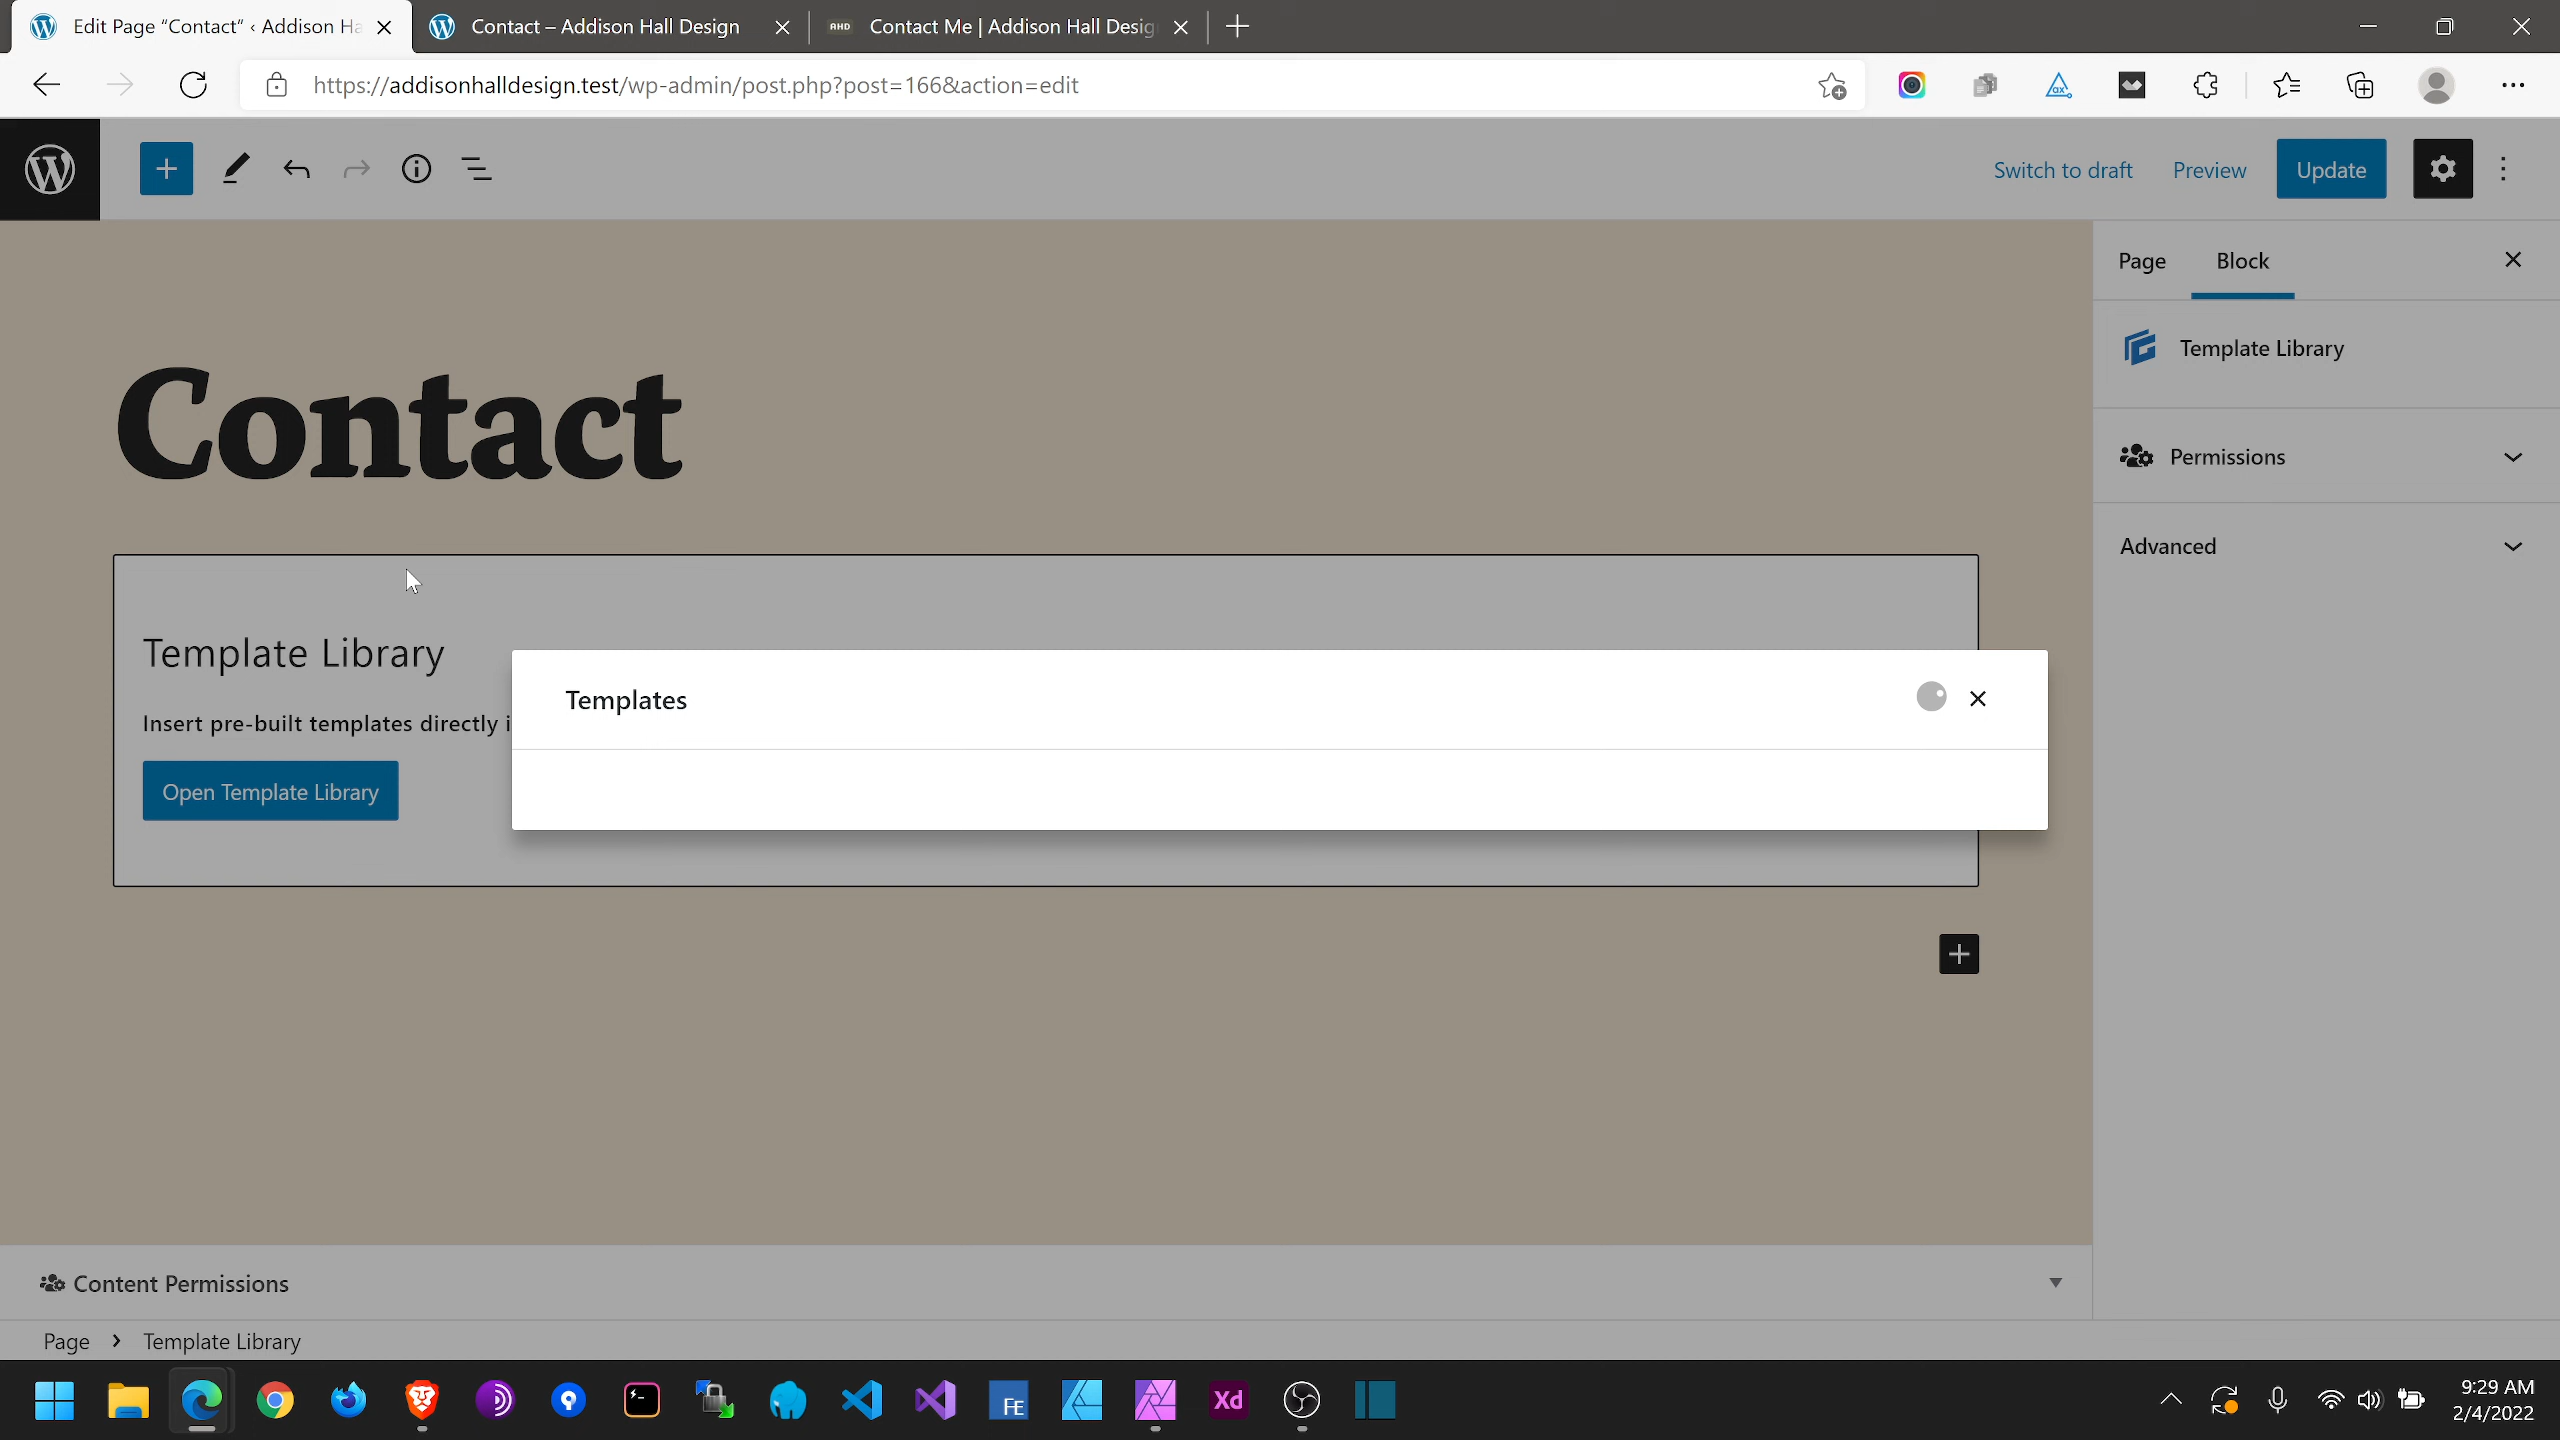 Edit Page “Contact” ‹ Addison Ha
Contact – Addison Hall Design
AHD
Contact Me | Addison Hall Desig
https://addisonhalldesign.test/wp-admin/post.php?post=166&action=edit
Switch to draft
Preview
Update
Page
Block
Template Library
Permissions
Advanced
Contact
Template Library
Insert pre-built templates directly i
Open Template Library
Templates
Content Permissions
Page
Template Library
FE
Xd
9:29 AM
2/4/2022